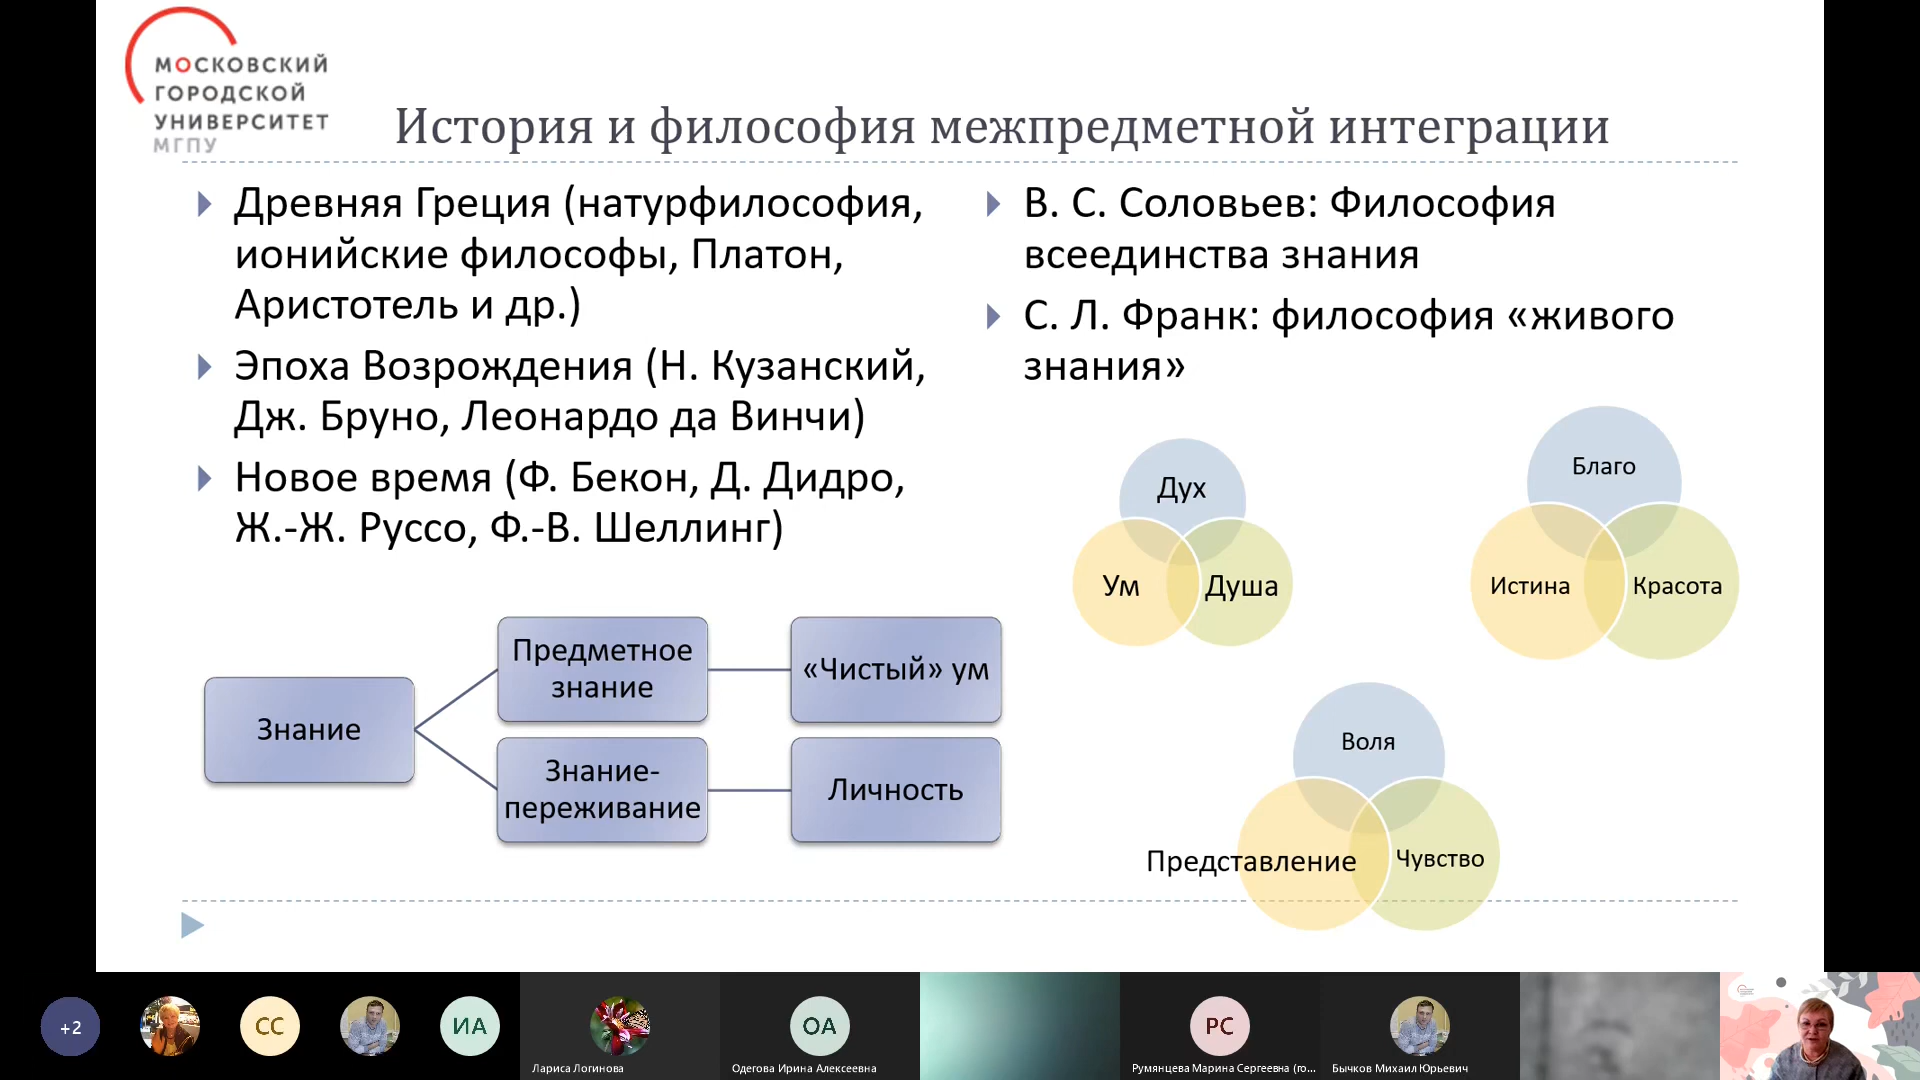 МОСКОВСКИЙ
ГОРОДСКОЙ
УНИВЕРСИТЕТ
МГПУ
История и философия межпредметной интеграции
Древняя Греция (натурфилософия,
ионийские философы, Платон,
Аристотель и др.)
Эпоха Возрождения (Н. Кузанский,
Дж. Бруно, Леонардо да Винчи)
Новое время (Ф. Бекон, Д. Дидро,
Ж.-Ж. Руссо, Ф.-В. Шеллинг)
В. С. Соловьев: Философия
всеединства знания
С. Л. Франк: философия «живого
знания»
Знание
Предметное
знание
«Чистый» ум
Знание-
переживание
Личность
Дух
Ум
Душа
Благо
Истина
Красота
Воля
Представление
Чувство
+2
СС
ИА
Лариса Логинова
ОА
Одегова Ирина Алексеевна
РС
Румянцева Марина Сергеевна (го...
Бычков Михаил Юрьевич